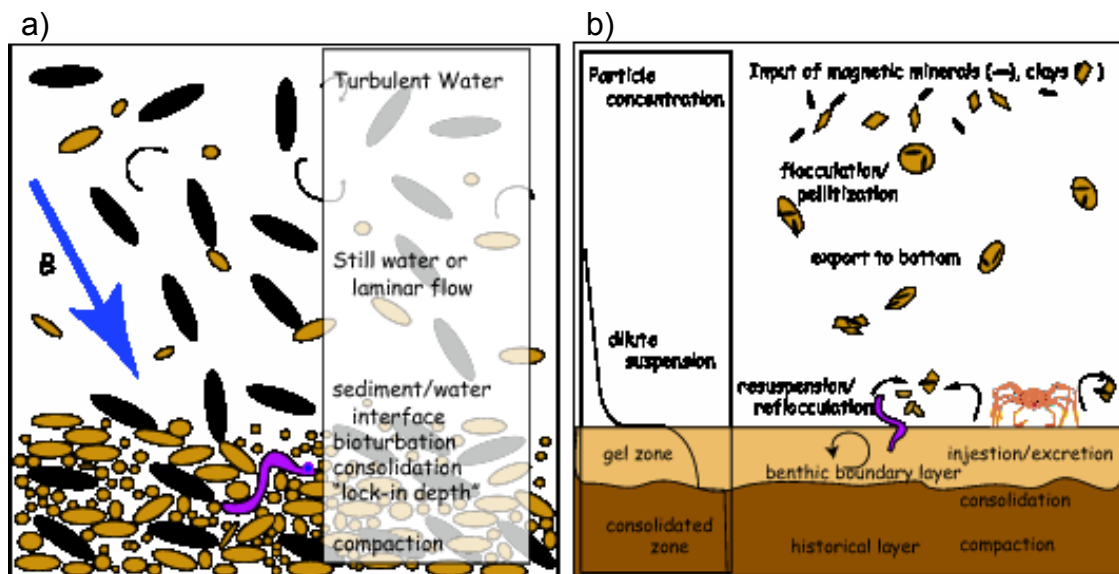 a)
Turbulent Water
B
Still water or
laminar flow
sediment/water
interface
bioturbation
consolidation
"lock-in depth"
compaction
b)
Particle
concentration
Input of magnetic minerals (—), clays ( )
flocculation/
pellitization
export to bottom
dilute
suspension
resuspension/
reflocculation
gel zone
benthic boundary layer
injestion/excretion
consolidation
consolidated
zone
historical layer
compaction